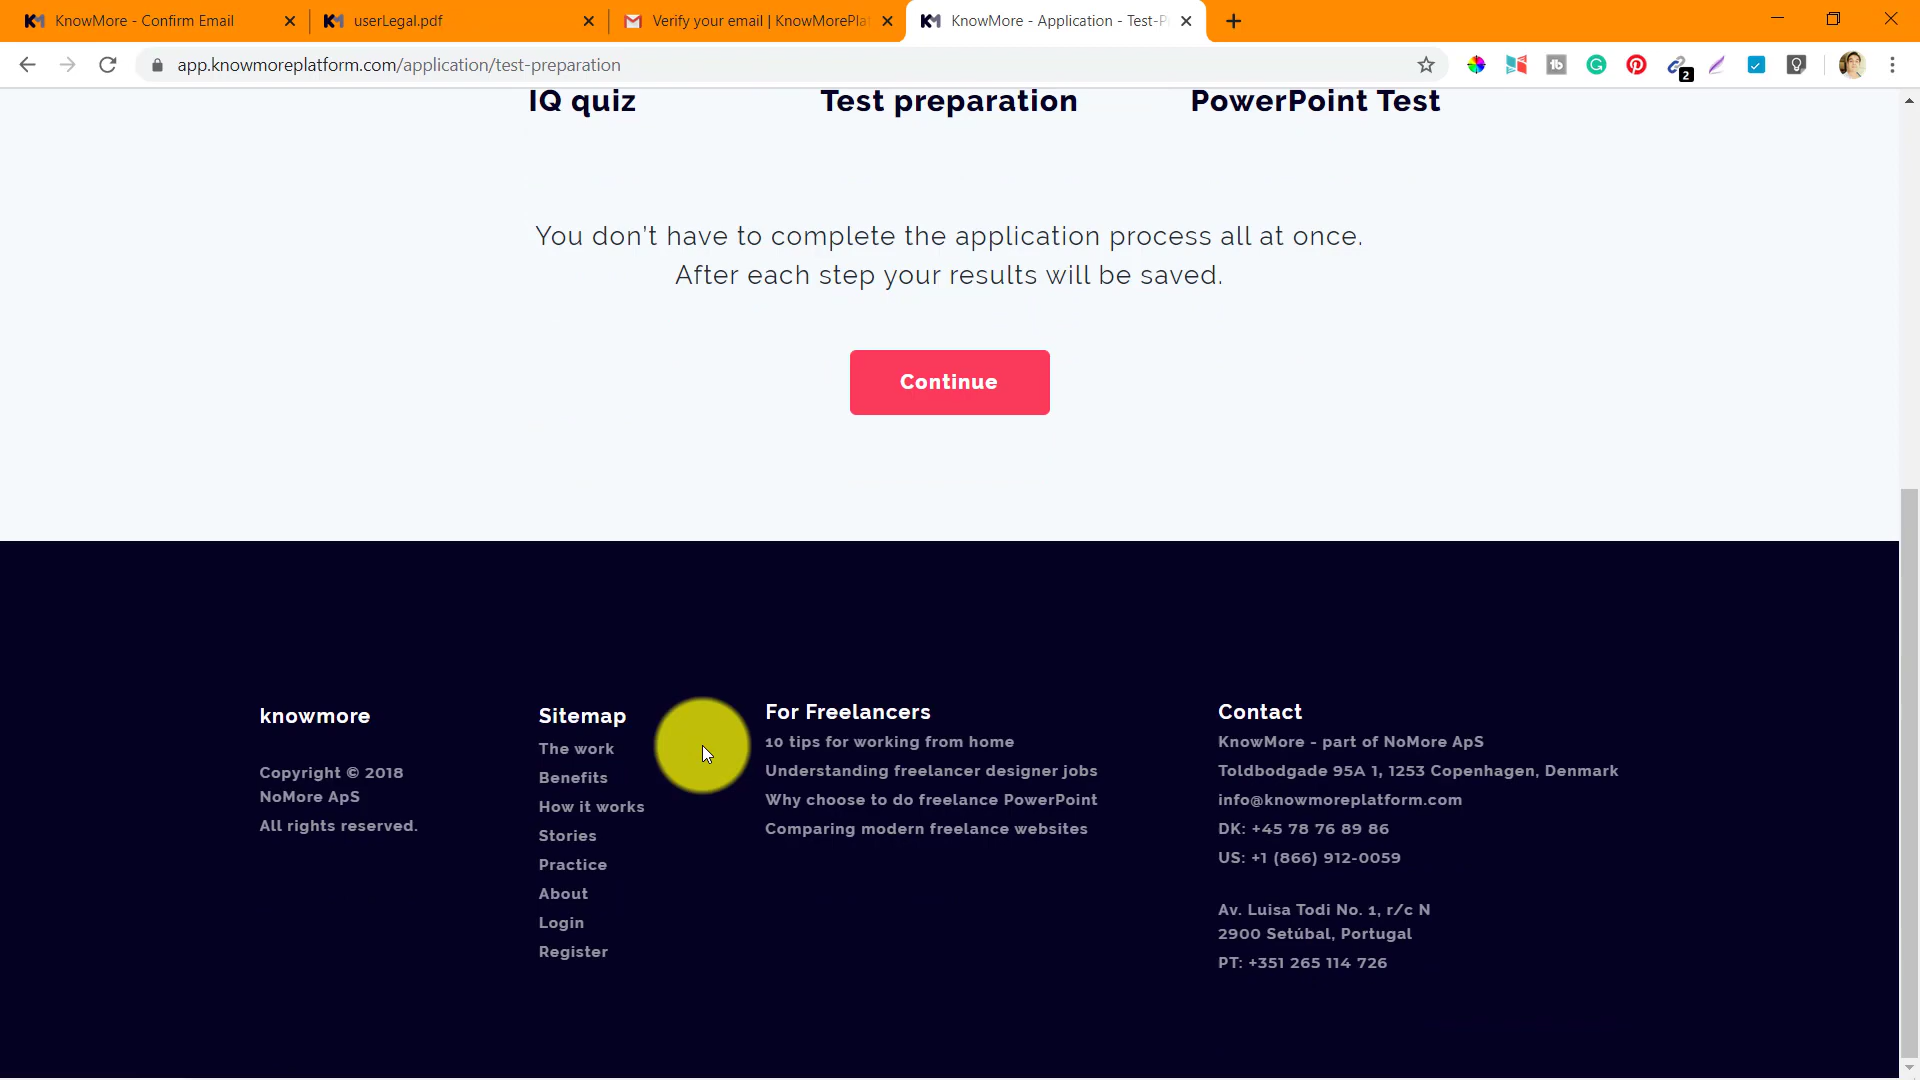 KnowMore - Confirm Email
userLegal.pdf
Verify your email | KnowMorePla
KnowMore - Application - Test-P
app.knowmoreplatform.com/application/test-preparation
2
IQ quiz
Test preparation
PowerPoint Test
You don't have to complete the application process all at once.
After each step your results will be saved.
Continue
knowmore
Copyright © 2018
NoMore ApS
All rights reserved.
Sitemap
The work
Benefits
How it works
Stories
Practice
About
Login
Register
For Freelancers
10 tips for working from home
Understanding freelancer designer jobs
Why choose to do freelance PowerPoint
Comparing modern freelance websites
Contact
KnowMore - part of NoMore ApS
Toldbodgade 95A 1, 1253 Copenhagen, Denmark
info@knowmoreplatform.com
DK: +45 78 76 89 86
US: +1 (866) 912-0059
Av. Luisa Todi No. 1, r/c N
2900 Setúbal, Portugal
PT: +351 265 114 726